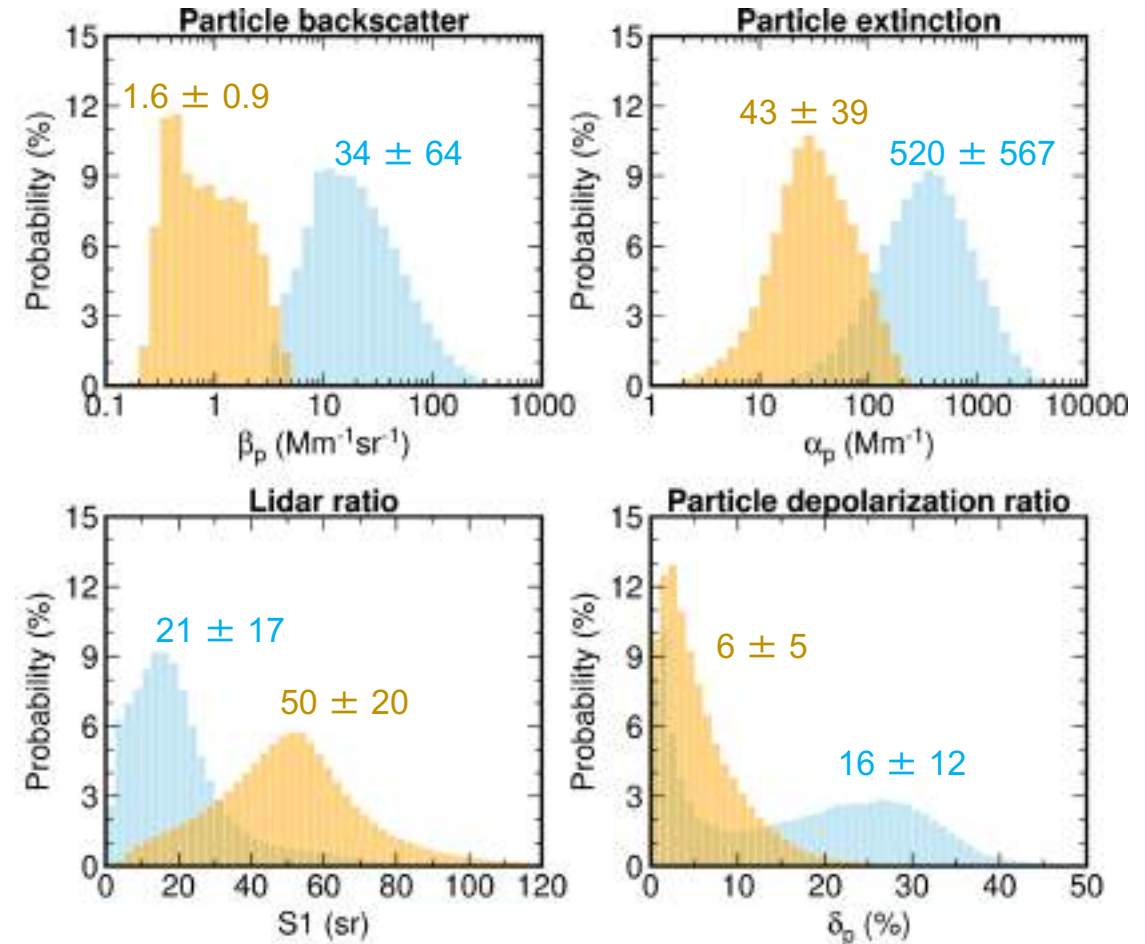 Particle backscatter
Probability (%)
15
12
9
6
3
0
1.6 ± 0.9
34 ± 64
0.1 1 10 100 1000
βp (Mm⁻¹sr⁻¹)
Particle extinction
Probability (%)
15
12
9
6
3
0
43 ± 39
520 ± 567
1 10 100 1000 10000
αp (Mm⁻¹)
Lidar ratio
Probability (%)
15
12
9
6
3
0
21 ± 17
50 ± 20
0 20 40 60 80 100 120
S1 (sr)
Particle depolarization ratio
Probability (%)
15
12
9
6
3
0
6 ± 5
16 ± 12
0 10 20 30 40 50
δp (%)